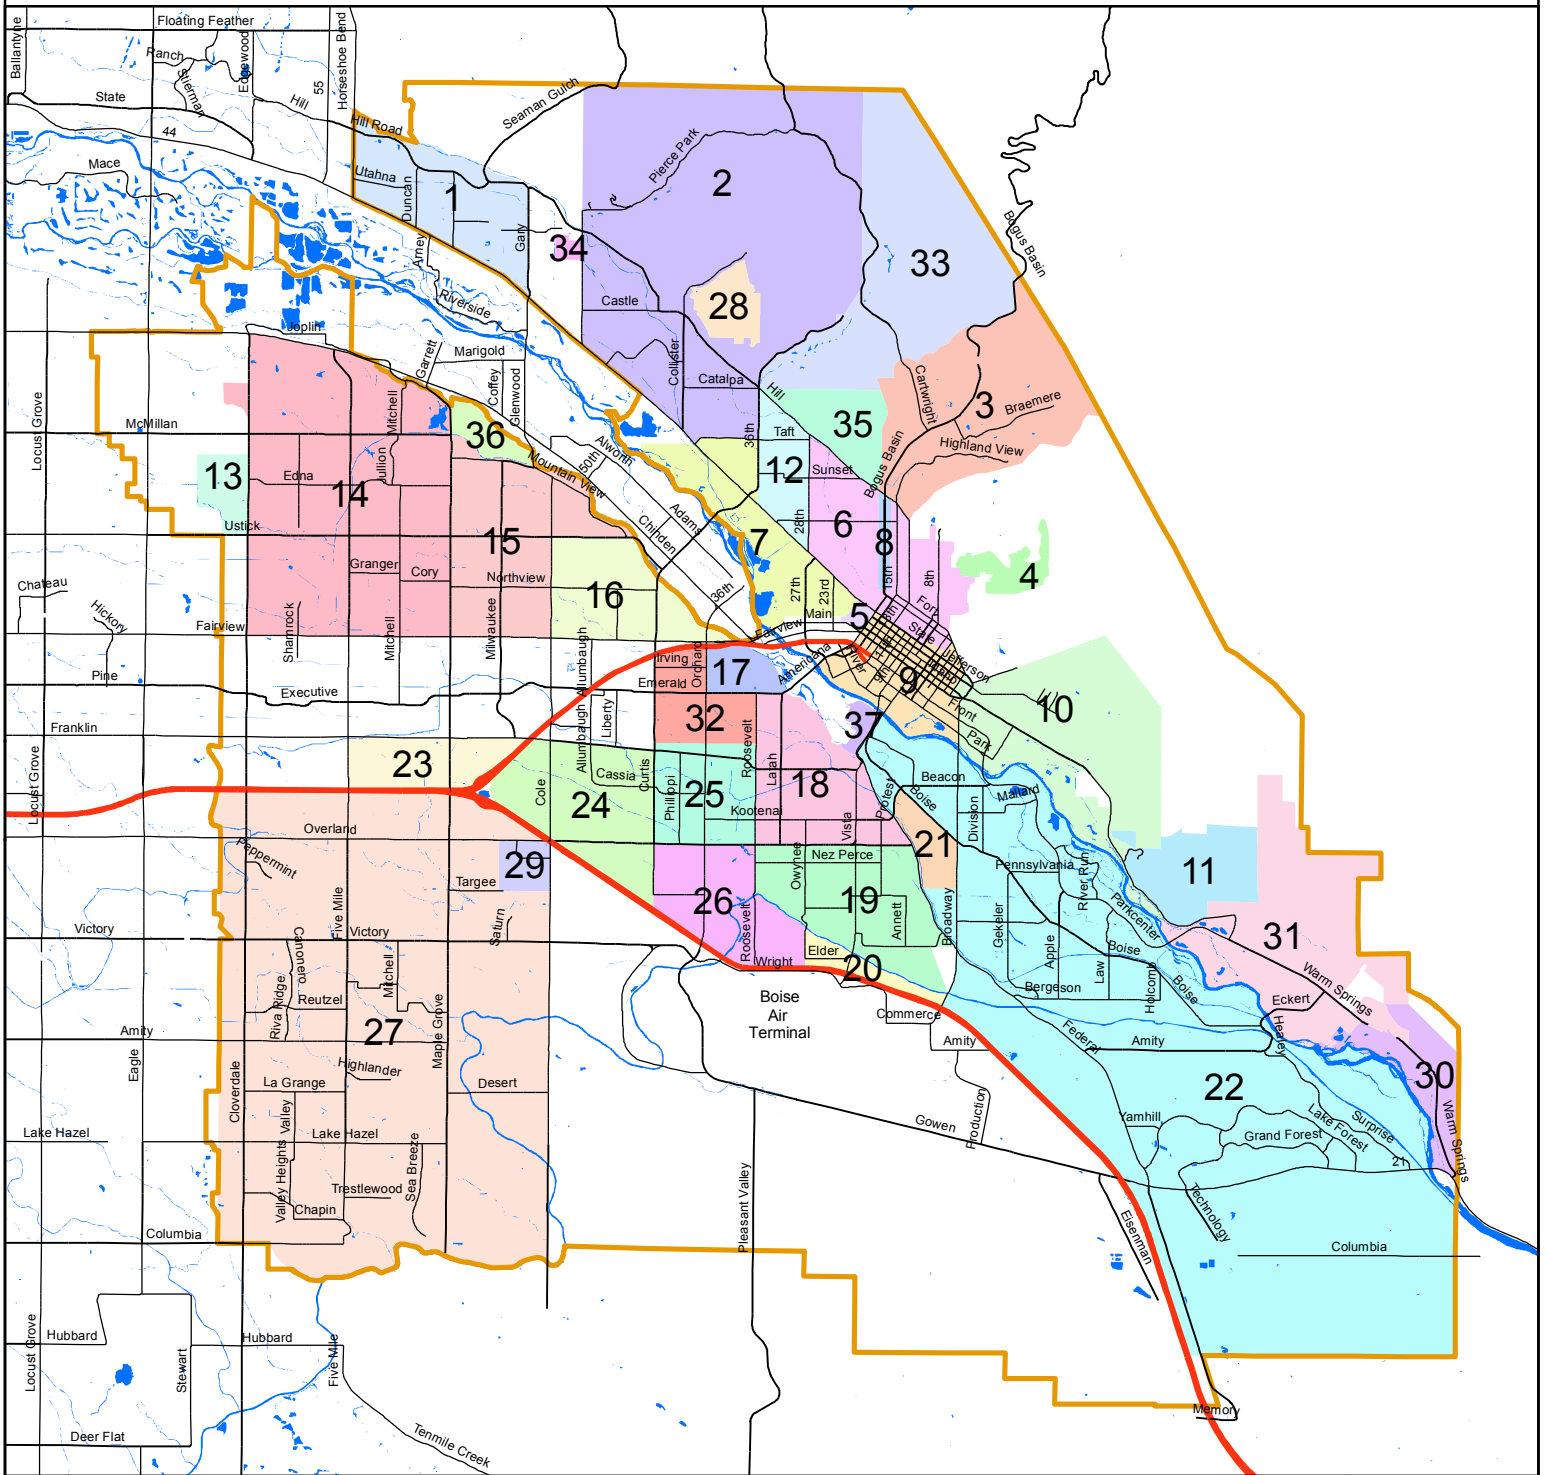 Floating Feather
Ballantyne
Ranch
Stierman
Edgewood
Horseshoe Bend
55
State
Hill
44
Mace
Hill Road
Seaman Gulch
Utahna
Duncan
1
Gary
Arney
34
Pierce Park
2
33
Bogus Basin
Bogus Basin
28
Castle
Riverside
Joplin
Garrett
Marigold
Coffey
Glenwood
Collister
Catalpa
Hill
Cartwright
3
Braemere
Highland View
35
Locust Grove
McMillan
Mitchell
36
36th
Taft
12
Sunset
Bogus Basin
13
Edna
14
Jullion
Mountain View
50th
Alworth
Ustick
15
Chinden
Adams
7
28th
6
8
4
Granger
Cory
Northview
16
36th
27th
23rd
15th
8th
Fort
Chateau
Hickory
Fairview
Shamrock
Mitchell
Milwaukee
Allumbaugh
Fairview
Main
5
State
Jefferson
Pine
Executive
Irving
Emerald
Orchard
17
Americana
River
9th
9
Front
Park
10
Franklin
Allumbaugh
Liberty
32
Roosevelt
37
Locust Grove
23
Cole
Cassia
Curtis
24
Phillippi
25
Kootenai
Latah
18
Vista
Protest
Beacon
Boise
Division
Mallard
Overland
Peppermint
29
Targee
Owyhee
Nez Perce
21
Pennsylvania
River Run
11
Saturn
26
19
Annett
Broadway
Gekeler
Apple
Parkcenter
31
Victory
Five Mile
Victory
Cannonero
Roosevelt
Wright
Elder
20
Boise
Law
Holcomb
Bergeson
Boise
Warm Springs
Eckert
Riva Ridge
Reutzel
Mitchell
Boise
Air
Terminal
Commerce
Amity
Federal
Amity
Healey
Amity
Eagle
27
Maple Grove
Highlander
La Grange
Desert
Cloverdale
22
30
Warm Springs
Lake Hazel
Valley Heights
Valley
Lake Hazel
Sea Breeze
Gowen
Production
Yamhill
Lake Forest
Surprise
Grand Forest
21
Trestlewood
Chapin
Pleasant Valley
Technology
Eisenman
Columbia
Columbia
Locust Grove
Hubbard
Stewart
Hubbard
Five Mile
Memory
Deer Flat
Tenmile Creek